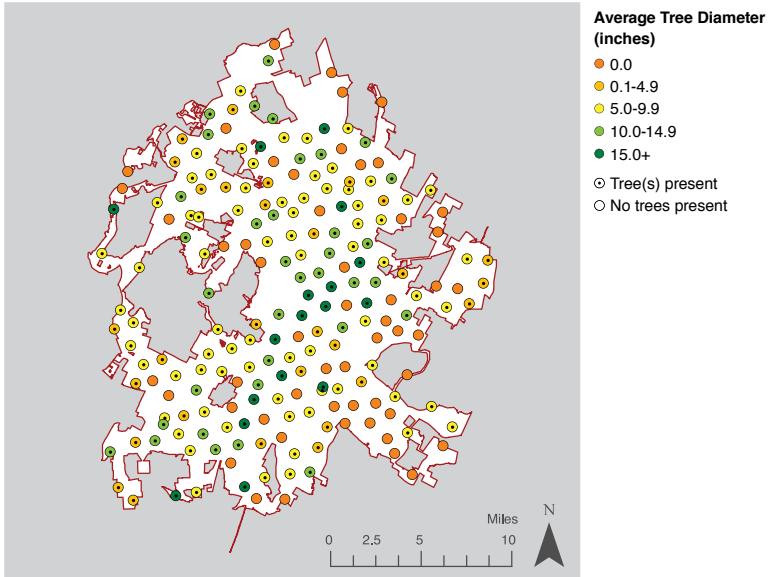 Average Tree Diameter
(inches)
0.0
0.1-4.9
5.0-9.9
10.0-14.9
15.0+
Tree(s) present
No trees present
Miles
0 2.5 5 10
N